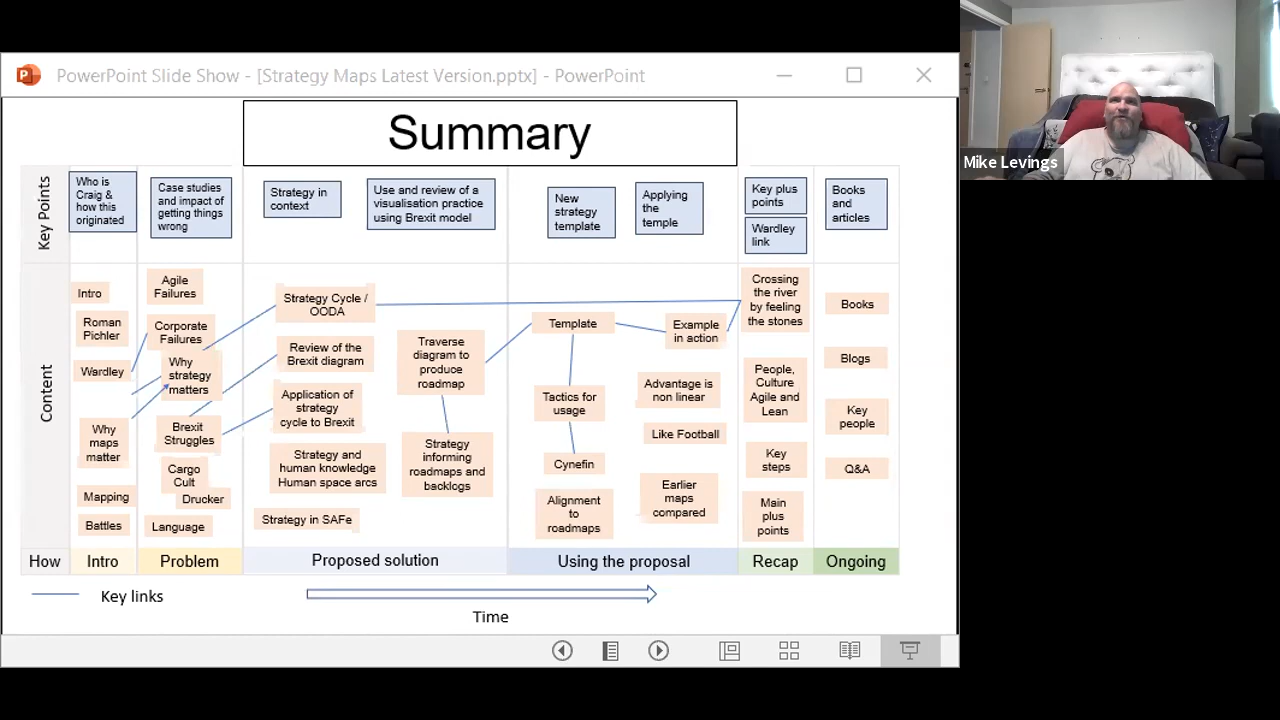 PowerPoint Slide Show - [Strategy Maps Latest Version.pptx] - PowerPoint
Mike Levings
Summary
Key Points
Who is
Craig &
how this
originated
Case studies
and impact of
getting things
wrong
Strategy in
context
Use and review of a
visualisation practice
using Brexit model
New
strategy
template
Applying
the
temple
Key plus
points
Wardley
link
Books
and
articles
Content
Intro
Roman
Pichler
Wardley
Why
maps
matter
Mapping
Battles
Agile
Failures
Corporate
Failures
Why
strategy
matters
Brexit
Struggles
Cargo
Cult
Drucker
Language
Strategy Cycle /
OODA
Review of the
Brexit diagram
Application of
strategy
cycle to Brexit
Strategy and
human knowledge
Human space arcs
Strategy in SAFe
Traverse
diagram to
produce
roadmap
Strategy
informing
roadmaps and
backlogs
Template
Tactics for
usage
Cynefin
Alignment
to
roadmaps
Example
in action
Advantage is
non linear
Like Football
Earlier
maps
compared
Crossing
the river
by feeling
the stones
People,
Culture
Agile and
Lean
Key
steps
Main
plus
points
Books
Blogs
Key
people
Q&A
How
Intro
Problem
Proposed solution
Using the proposal
Recap
Ongoing
Key links
Time